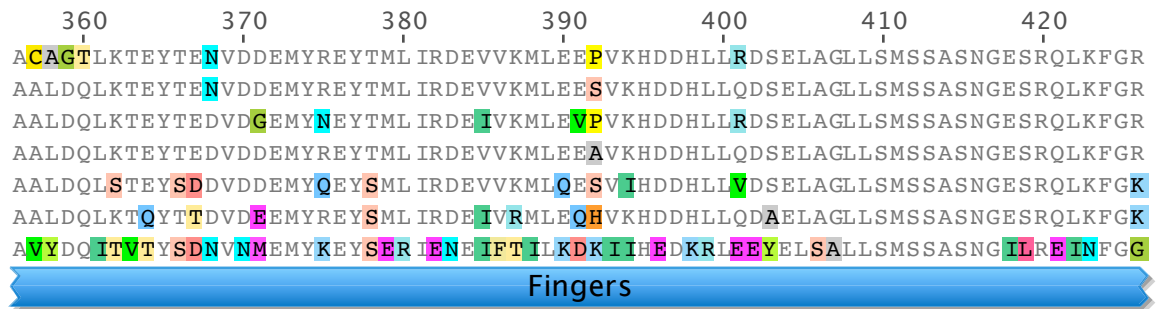 360 370 380 390 400 410 420
ACAGTLKTEYTENVDDEMYREYTMLIRDEVVKMLEEPVKHDDHLLRDSELAGLLSMSSASNGESRQLKFGR
AALDQLKTEYTENVDDEMYREYTMLIRDEVVKMLEESVKHDDHLLQDSELAGLLSMSSASNGESRQLKFGR
AALDQLKTEYTEDVDGEMYNEYTMLIRDEIVKMLEVPVKHDDHLLRDSELAGLLSMSSASNGESRQLKFGR
AALDQLKTEYTEDVDDEMYREYTMLIRDEVVKMLEEAVKHDDHLLQDSELAGLLSMSSASNGESRQLKFGR
AALDQLSTEYSDDVDDEMYQEYSMLIRDEVVKMLQESVIHDDHLLVDSELAGLLSMSSASNGESRQLKFGK
AALDQLKTQYTTDVDEEMYREYSMLIRDEIVRMLEQHVKHDDHLLQDAELAGLLSMSSASNGESRQLKFGK
AVYDQITVTYSDNVNMEMYKEYSERIENEIFTILKDKIIHEDKRLEEYELSALLSMSSASNGILREINFGG
Fingers